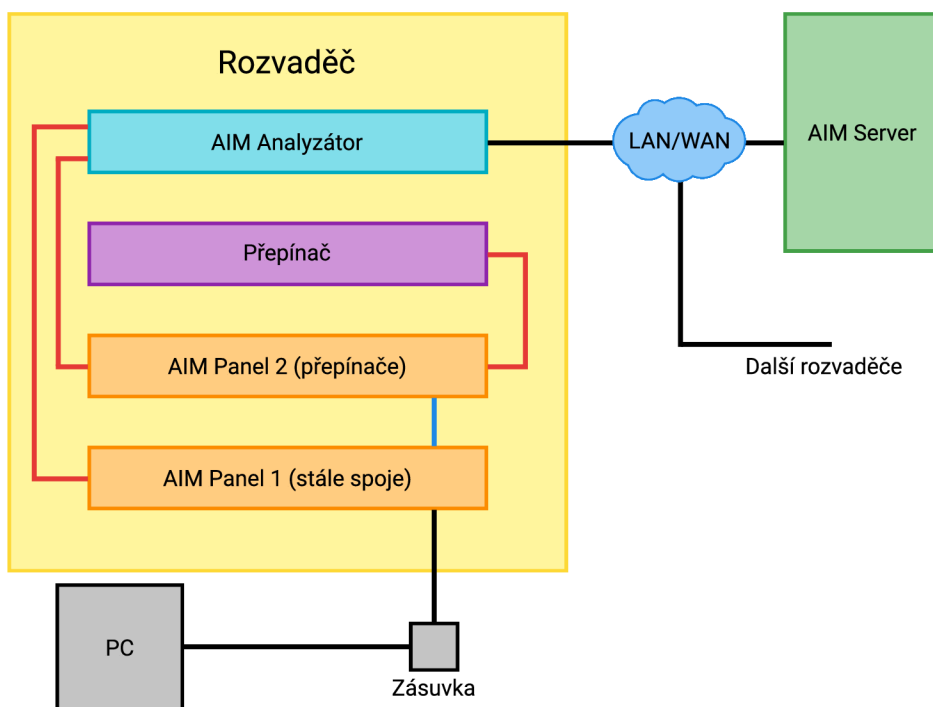 Rozvaděč
AIM Analyzátor
LAN/WAN
AIM Server
Přepínač
AIM Panel 2 (přepínače)
Další rozvaděče
AIM Panel 1 (stále spoje)
PC
Zásuvka